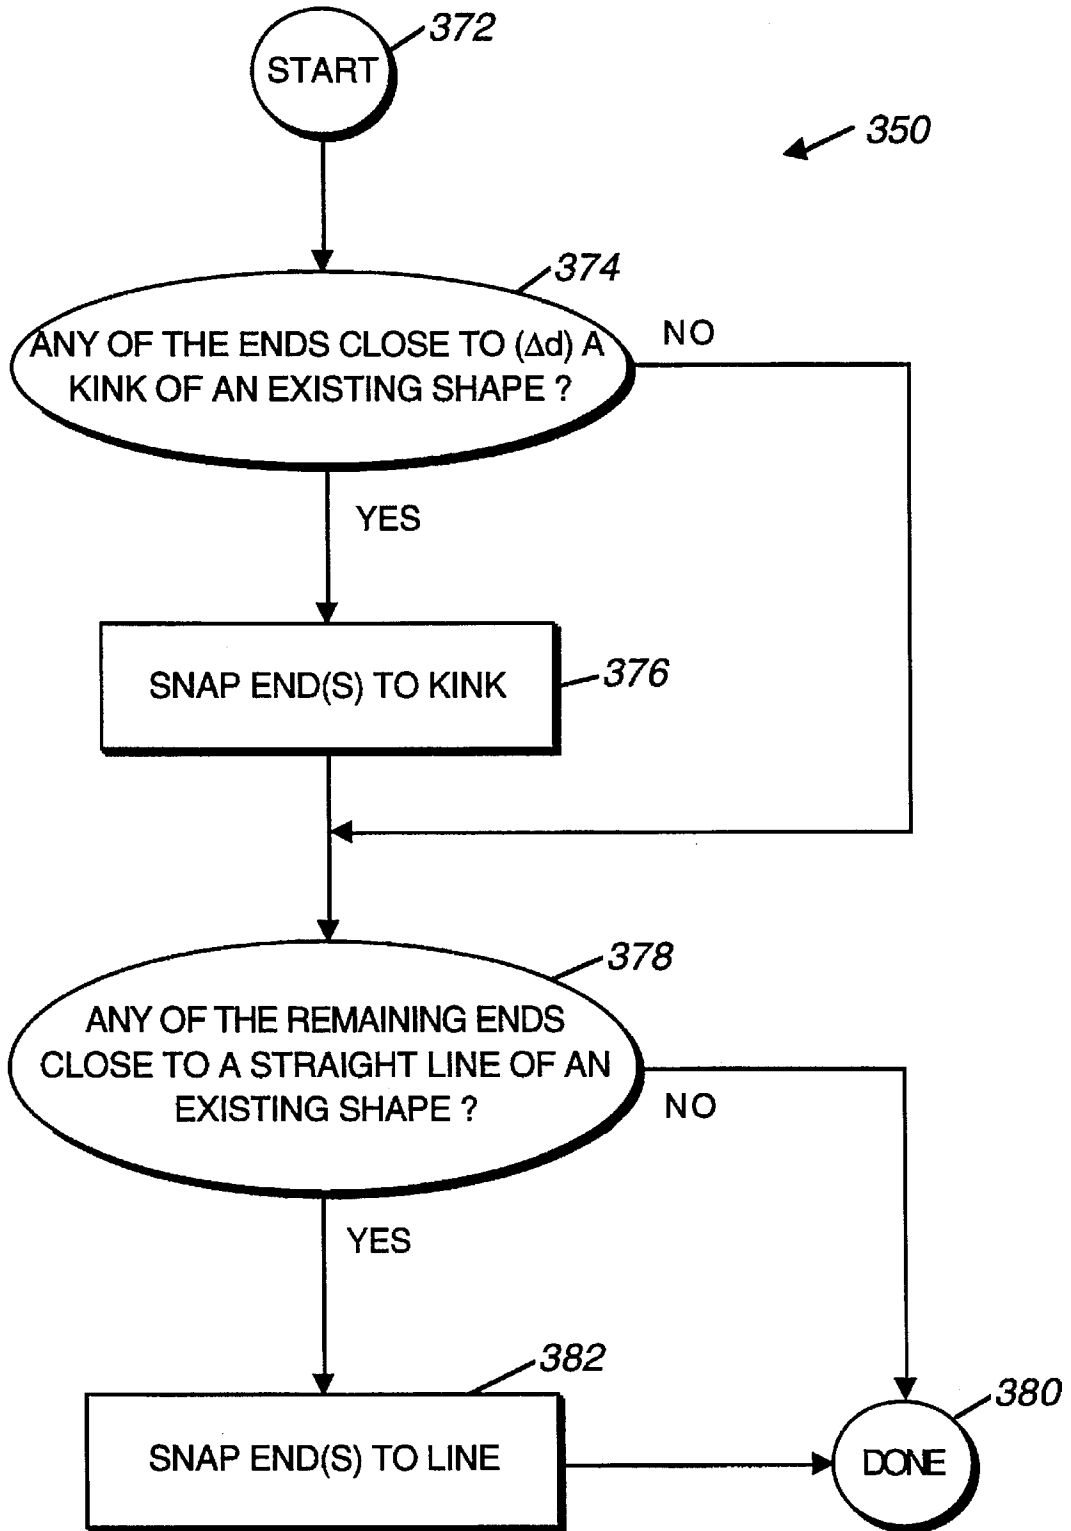 372
START
350
374
ANY OF THE ENDS CLOSE TO (Δd) A
KINK OF AN EXISTING SHAPE ?
NO
YES
SNAP END(S) TO KINK
376
378
ANY OF THE REMAINING ENDS
CLOSE TO A STRAIGHT LINE OF AN
EXISTING SHAPE ?
NO
YES
382
SNAP END(S) TO LINE
380
DONE